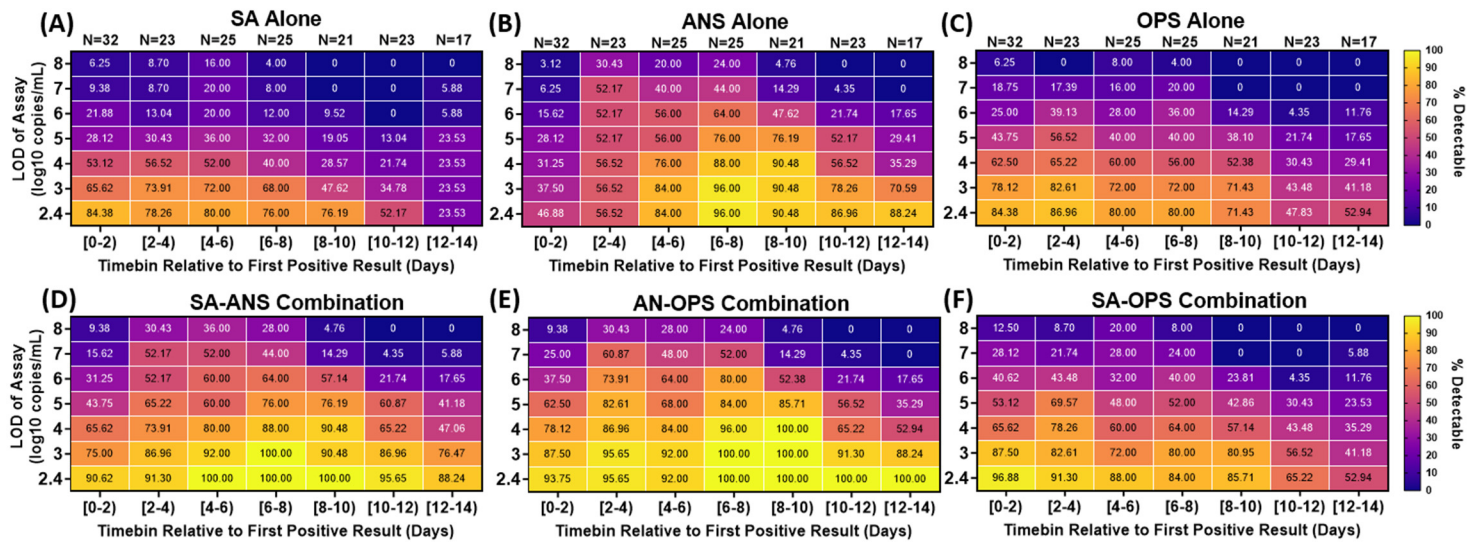 (A) SA Alone
N=32 N=23 N=25 N=25 N=21 N=23 N=17
LOD of Assay
(log10 copies/mL)
8 6.25 8.70 16.00 4.00 0 0 0
7 9.38 8.70 20.00 8.00 0 0 5.88
6 21.88 13.04 20.00 12.00 9.52 0 5.88
5 28.12 30.43 36.00 32.00 19.05 13.04 23.53
4 53.12 56.52 52.00 40.00 28.57 21.74 23.53
3 65.62 73.91 72.00 68.00 47.62 34.78 23.53
2.4 84.38 78.26 80.00 76.00 76.19 52.17 23.53
[0-2) [2-4) [4-6) [6-8) [8-10) [10-12) [12-14)
Timebin Relative to First Positive Result (Days)
(B) ANS Alone
N=32 N=23 N=25 N=25 N=21 N=23 N=17
8 3.12 30.43 20.00 24.00 4.76 0 0
7 6.25 52.17 40.00 44.00 14.29 4.35 0
6 15.62 52.17 56.00 64.00 47.62 21.74 17.65
5 28.12 52.17 56.00 76.00 76.19 52.17 29.41
4 31.25 56.52 76.00 88.00 90.48 56.52 35.29
3 37.50 56.52 84.00 96.00 90.48 78.26 70.59
2.4 46.88 56.52 84.00 96.00 90.48 86.96 88.24
[0-2) [2-4) [4-6) [6-8) [8-10) [10-12) [12-14)
Timebin Relative to First Positive Result (Days)
(C) OPS Alone
N=32 N=23 N=25 N=25 N=21 N=23 N=17
8 6.25 0 8.00 4.00 0 0 0
7 18.75 17.39 16.00 20.00 0 0 0
6 25.00 39.13 28.00 36.00 14.29 4.35 11.76
5 43.75 56.52 40.00 40.00 38.10 21.74 17.65
4 62.50 65.22 60.00 56.00 52.38 30.43 29.41
3 78.12 82.61 72.00 72.00 71.43 43.48 41.18
2.4 84.38 86.96 80.00 80.00 71.43 47.83 52.94
[0-2) [2-4) [4-6) [6-8) [8-10) [10-12) [12-14)
Timebin Relative to First Positive Result (Days)
100
90
80
70
60
50
40
30
20
10
0
% Detectable
(D) SA-ANS Combination
LOD of Assay
(log10 copies/mL)
8 9.38 30.43 36.00 28.00 4.76 0 0
7 15.62 52.17 52.00 44.00 14.29 4.35 5.88
6 31.25 52.17 60.00 64.00 57.14 21.74 17.65
5 43.75 65.22 60.00 76.00 76.19 60.87 41.18
4 65.62 73.91 80.00 88.00 90.48 65.22 47.06
3 75.00 86.96 92.00 100.00 90.48 86.96 76.47
2.4 90.62 91.30 100.00 100.00 100.00 95.65 88.24
[0-2) [2-4) [4-6) [6-8) [8-10) [10-12) [12-14)
Timebin Relative to First Positive Result (Days)
(E) AN-OPS Combination
8 9.38 30.43 28.00 24.00 4.76 0 0
7 25.00 60.87 48.00 52.00 14.29 4.35 0
6 37.50 73.91 64.00 80.00 52.38 21.74 17.65
5 62.50 82.61 68.00 84.00 85.71 56.52 35.29
4 78.12 86.96 84.00 96.00 100.00 65.22 52.94
3 87.50 95.65 92.00 100.00 100.00 91.30 88.24
2.4 93.75 95.65 92.00 100.00 100.00 100.00 100.00
[0-2) [2-4) [4-6) [6-8) [8-10) [10-12) [12-14)
Timebin Relative to First Positive Result (Days)
(F) SA-OPS Combination
8 12.50 8.70 20.00 8.00 0 0 0
7 28.12 21.74 28.00 24.00 0 0 5.88
6 40.62 43.48 32.00 40.00 23.81 4.35 11.76
5 53.12 69.57 48.00 52.00 42.86 30.43 23.53
4 65.62 78.26 60.00 64.00 57.14 43.48 35.29
3 87.50 82.61 72.00 80.00 80.95 56.52 41.18
2.4 96.88 91.30 88.00 84.00 85.71 65.22 52.94
[0-2) [2-4) [4-6) [6-8) [8-10) [10-12) [12-14)
Timebin Relative to First Positive Result (Days)
100
90
80
70
60
50
40
30
20
10
0
% Detectable